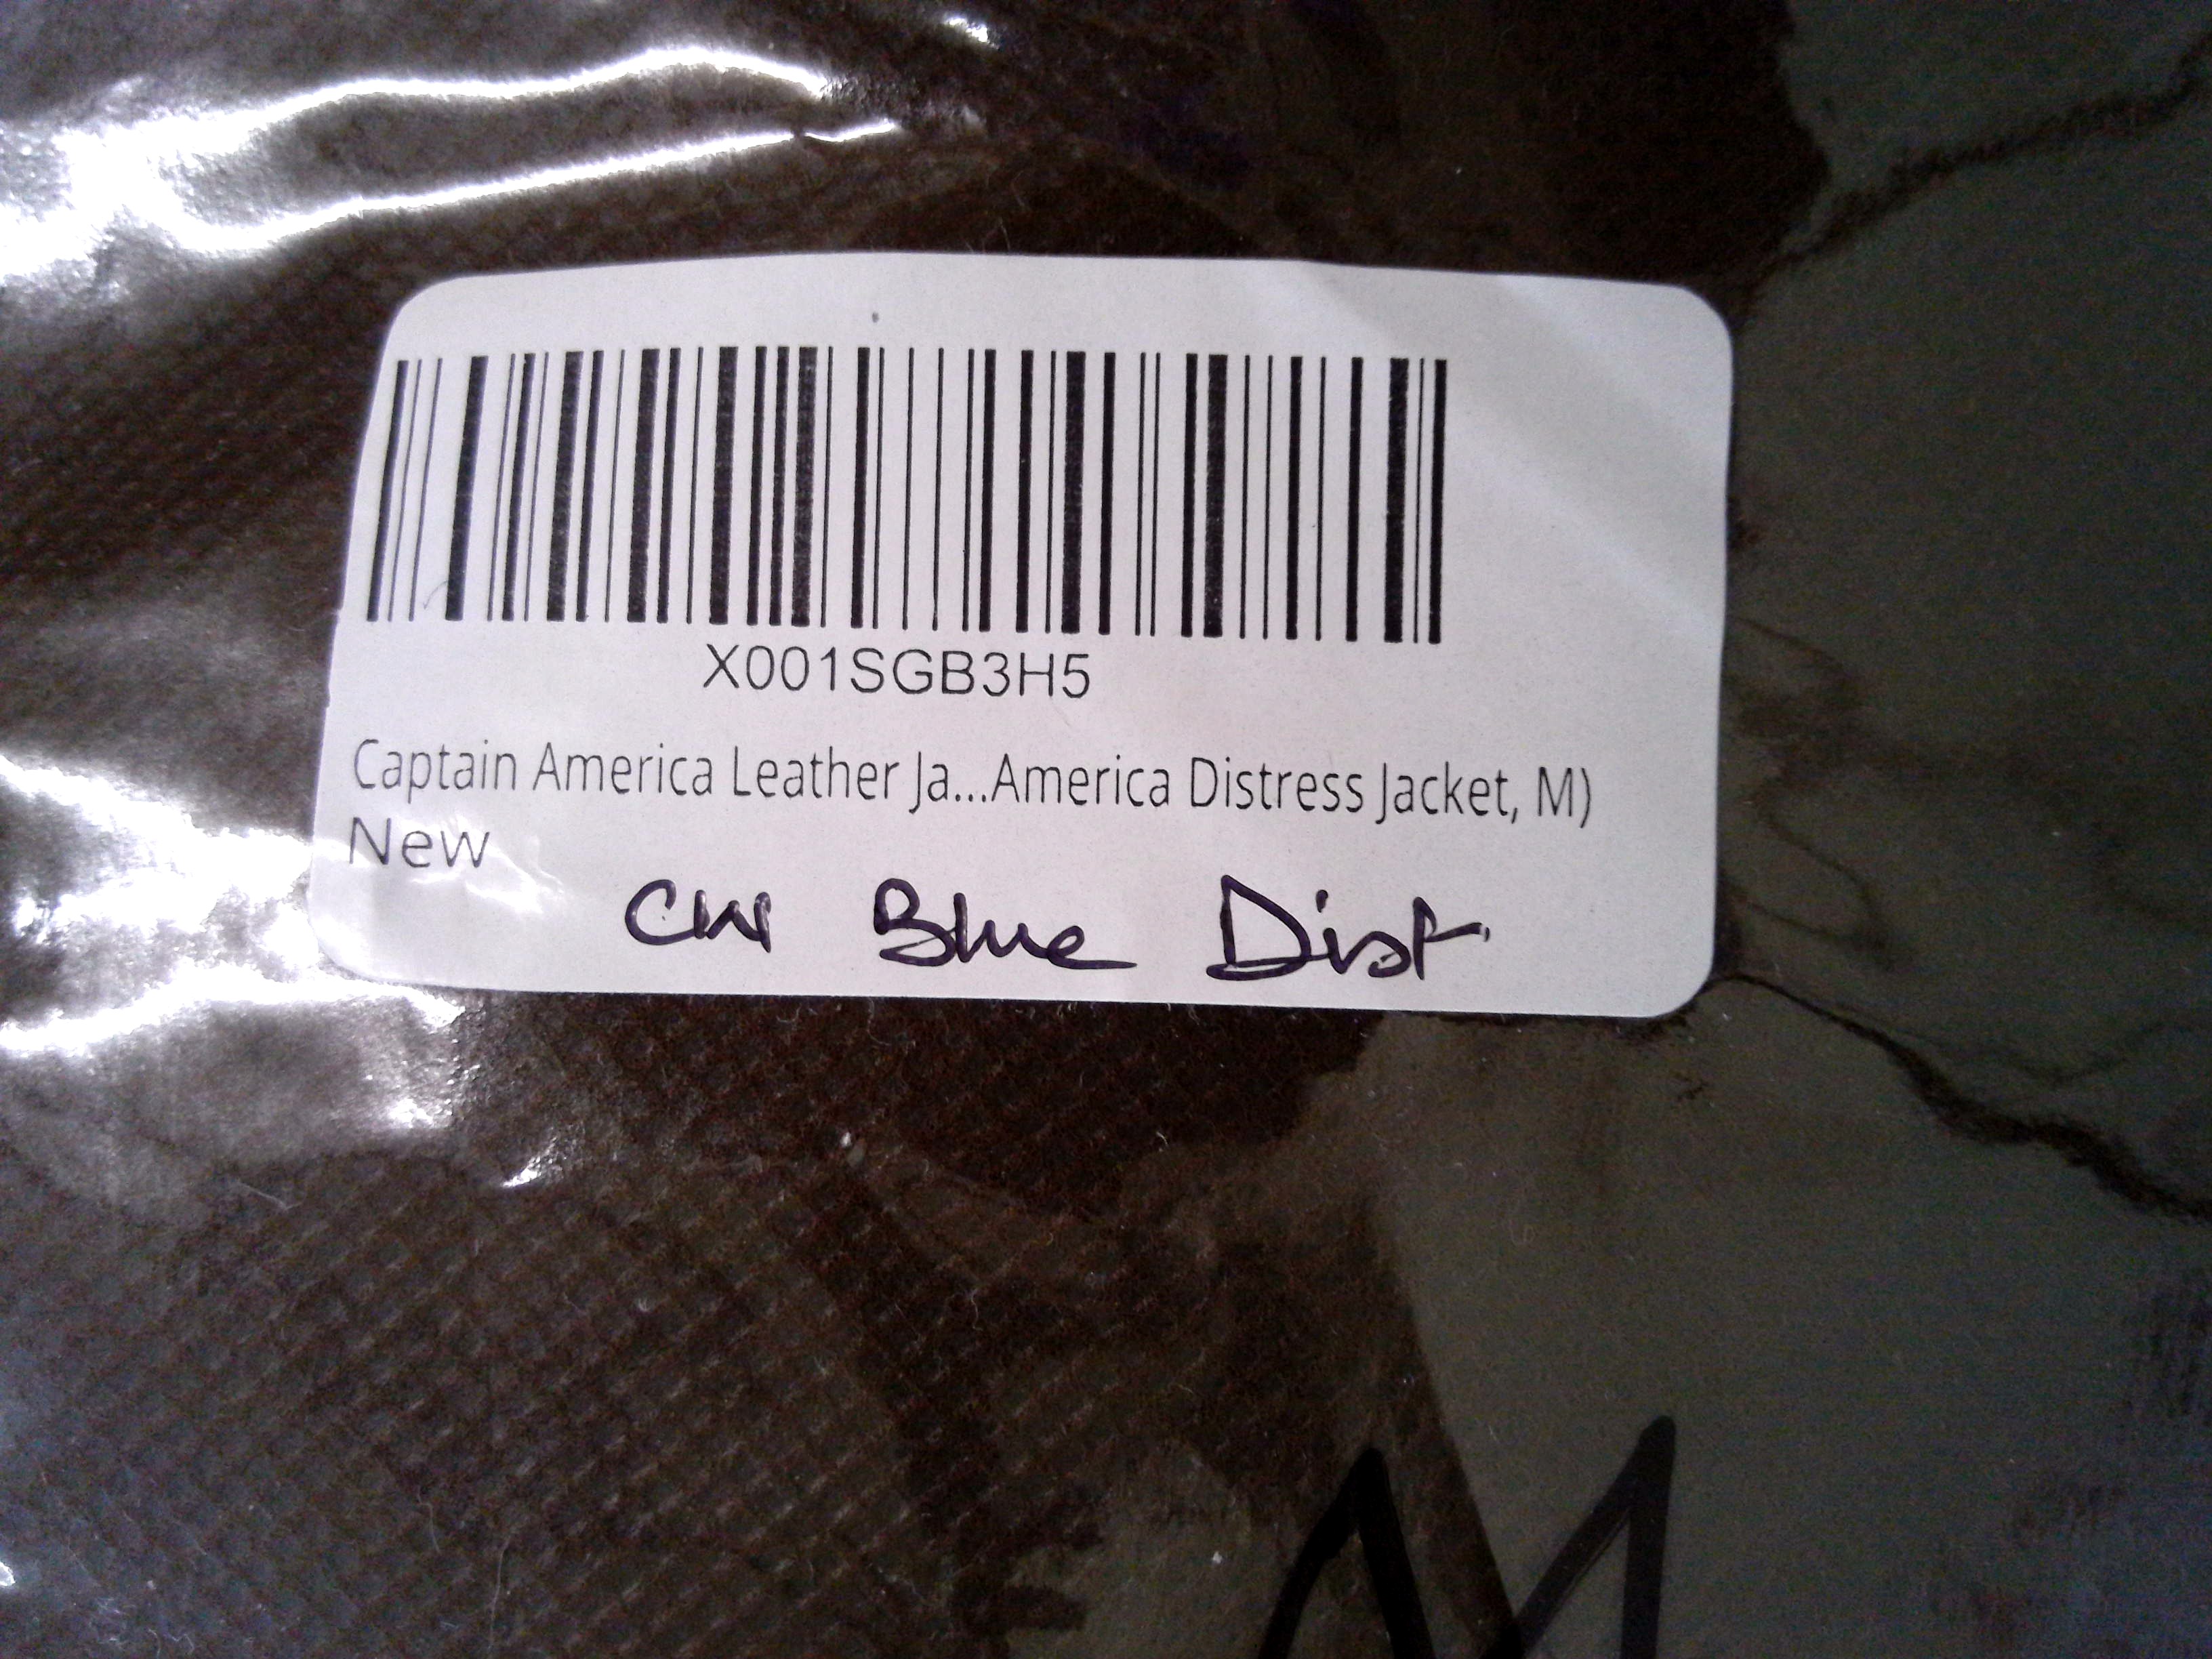 X001SGB3H5
Captain America Leather Ja...America Distress Jacket, M)
New
CW Blue Dist
M